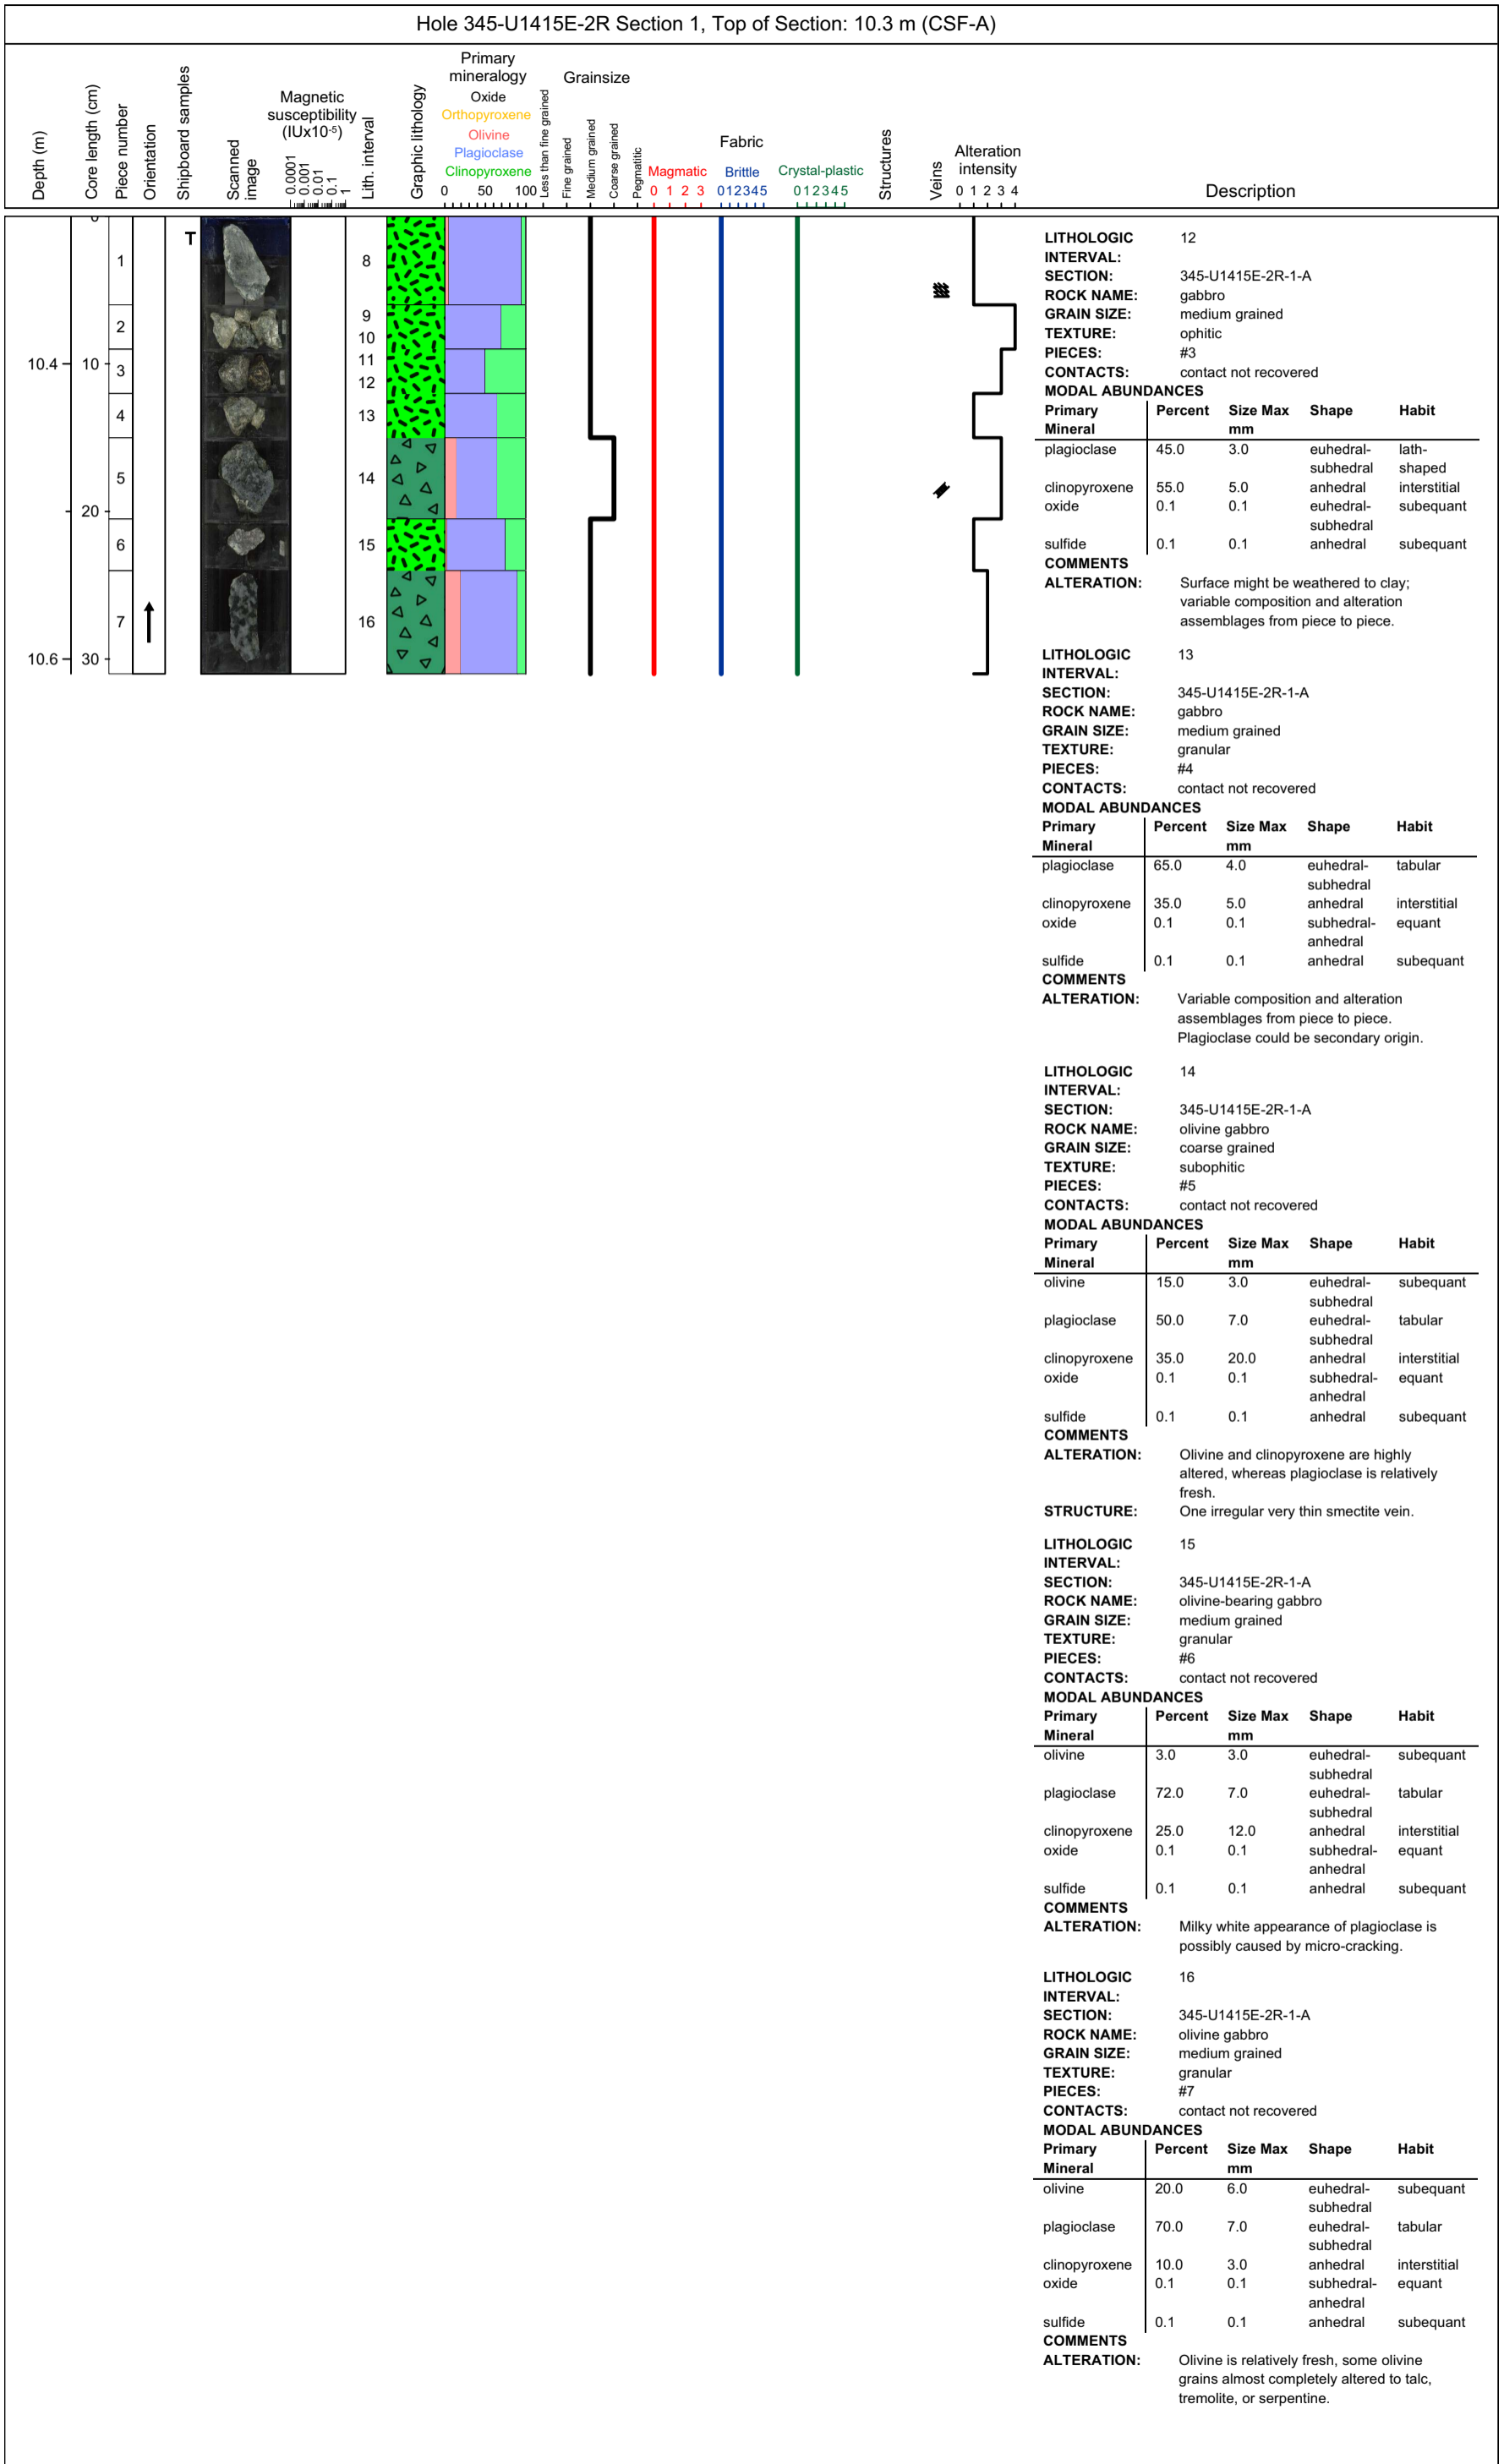 Hole 345-U1415E-2R Section 1, Top of Section: 10.3 m (CSF-A)
Depth (m)
Core length (cm)
Piece number
Orientation
Shipboard samples
Scanned
image
Magnetic
susceptibility
(IUx10-5)
0.0001
0.001
0.01
0.1
1
Lith. interval
Graphic lithology
Primary
mineralogy
Oxide
Orthopyroxene
Olivine
Plagioclase
Clinopyroxene
0 50 100
Grainsize
Less than fine grained
Fine grained
Medium grained
Coarse grained
Pegmatitic
Fabric
Magmatic
0 1 2 3
Brittle
0 1 2 3 4 5
Crystal-plastic
0 1 2 3 4 5
Structures
Veins
Alteration
intensity
0 1 2 3 4
Description
10.4
10.6
0
10
20
30
1
2
3
4
5
6
7
T
8
9
10
11
12
13
14
15
16
LITHOLOGIC 12
INTERVAL:
SECTION: 345-U1415E-2R-1-A
ROCK NAME: gabbro
GRAIN SIZE: medium grained
TEXTURE: ophitic
PIECES: #3
CONTACTS: contact not recovered
MODAL ABUNDANCES
Primary Percent Size Max Shape Habit
Mineral mm
plagioclase 45.0 3.0 euhedral- lath-
subhedral shaped
clinopyroxene 55.0 5.0 anhedral interstitial
oxide 0.1 0.1 euhedral- subequant
subhedral
sulfide 0.1 0.1 anhedral subequant
COMMENTS
ALTERATION: Surface might be weathered to clay;
variable composition and alteration
assemblages from piece to piece.
LITHOLOGIC 13
INTERVAL:
SECTION: 345-U1415E-2R-1-A
ROCK NAME: gabbro
GRAIN SIZE: medium grained
TEXTURE: granular
PIECES: #4
CONTACTS: contact not recovered
MODAL ABUNDANCES
Primary Percent Size Max Shape Habit
Mineral mm
plagioclase 65.0 4.0 euhedral- tabular
subhedral
clinopyroxene 35.0 5.0 anhedral interstitial
oxide 0.1 0.1 subhedral- equant
anhedral
sulfide 0.1 0.1 anhedral subequant
COMMENTS
ALTERATION: Variable composition and alteration
assemblages from piece to piece.
Plagioclase could be secondary origin.
LITHOLOGIC 14
INTERVAL:
SECTION: 345-U1415E-2R-1-A
ROCK NAME: olivine gabbro
GRAIN SIZE: coarse grained
TEXTURE: subophitic
PIECES: #5
CONTACTS: contact not recovered
MODAL ABUNDANCES
Primary Percent Size Max Shape Habit
Mineral mm
olivine 15.0 3.0 euhedral- subequant
subhedral
plagioclase 50.0 7.0 euhedral- tabular
subhedral
clinopyroxene 35.0 20.0 anhedral interstitial
oxide 0.1 0.1 subhedral- equant
anhedral
sulfide 0.1 0.1 anhedral subequant
COMMENTS
ALTERATION: Olivine and clinopyroxene are highly
altered, whereas plagioclase is relatively
fresh.
STRUCTURE: One irregular very thin smectite vein.
LITHOLOGIC 15
INTERVAL:
SECTION: 345-U1415E-2R-1-A
ROCK NAME: olivine-bearing gabbro
GRAIN SIZE: medium grained
TEXTURE: granular
PIECES: #6
CONTACTS: contact not recovered
MODAL ABUNDANCES
Primary Percent Size Max Shape Habit
Mineral mm
olivine 3.0 3.0 euhedral- subequant
subhedral
plagioclase 72.0 7.0 euhedral- tabular
subhedral
clinopyroxene 25.0 12.0 anhedral interstitial
oxide 0.1 0.1 subhedral- equant
anhedral
sulfide 0.1 0.1 anhedral subequant
COMMENTS
ALTERATION: Milky white appearance of plagioclase is
possibly caused by micro-cracking.
LITHOLOGIC 16
INTERVAL:
SECTION: 345-U1415E-2R-1-A
ROCK NAME: olivine gabbro
GRAIN SIZE: medium grained
TEXTURE: granular
PIECES: #7
CONTACTS: contact not recovered
MODAL ABUNDANCES
Primary Percent Size Max Shape Habit
Mineral mm
olivine 20.0 6.0 euhedral- subequant
subhedral
plagioclase 70.0 7.0 euhedral- tabular
subhedral
clinopyroxene 10.0 3.0 anhedral interstitial
oxide 0.1 0.1 subhedral- equant
anhedral
sulfide 0.1 0.1 anhedral subequant
COMMENTS
ALTERATION: Olivine is relatively fresh, some olivine
grains almost completely altered to talc,
tremolite, or serpentine.